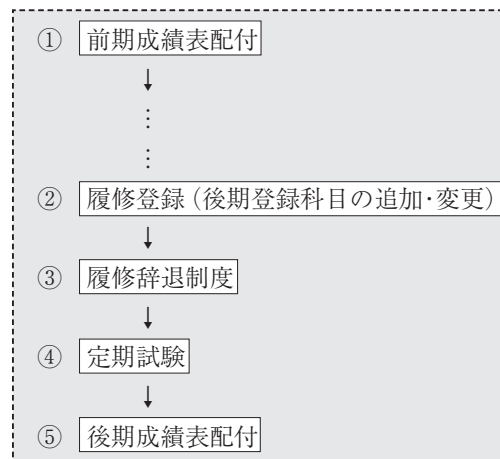 ① 前期成績表配付
↓
⋮
⋮
② 履修登録（後期登録科目の追加・変更）
↓
③ 履修辞退制度
↓
④ 定期試験
↓
⑤ 後期成績表配付